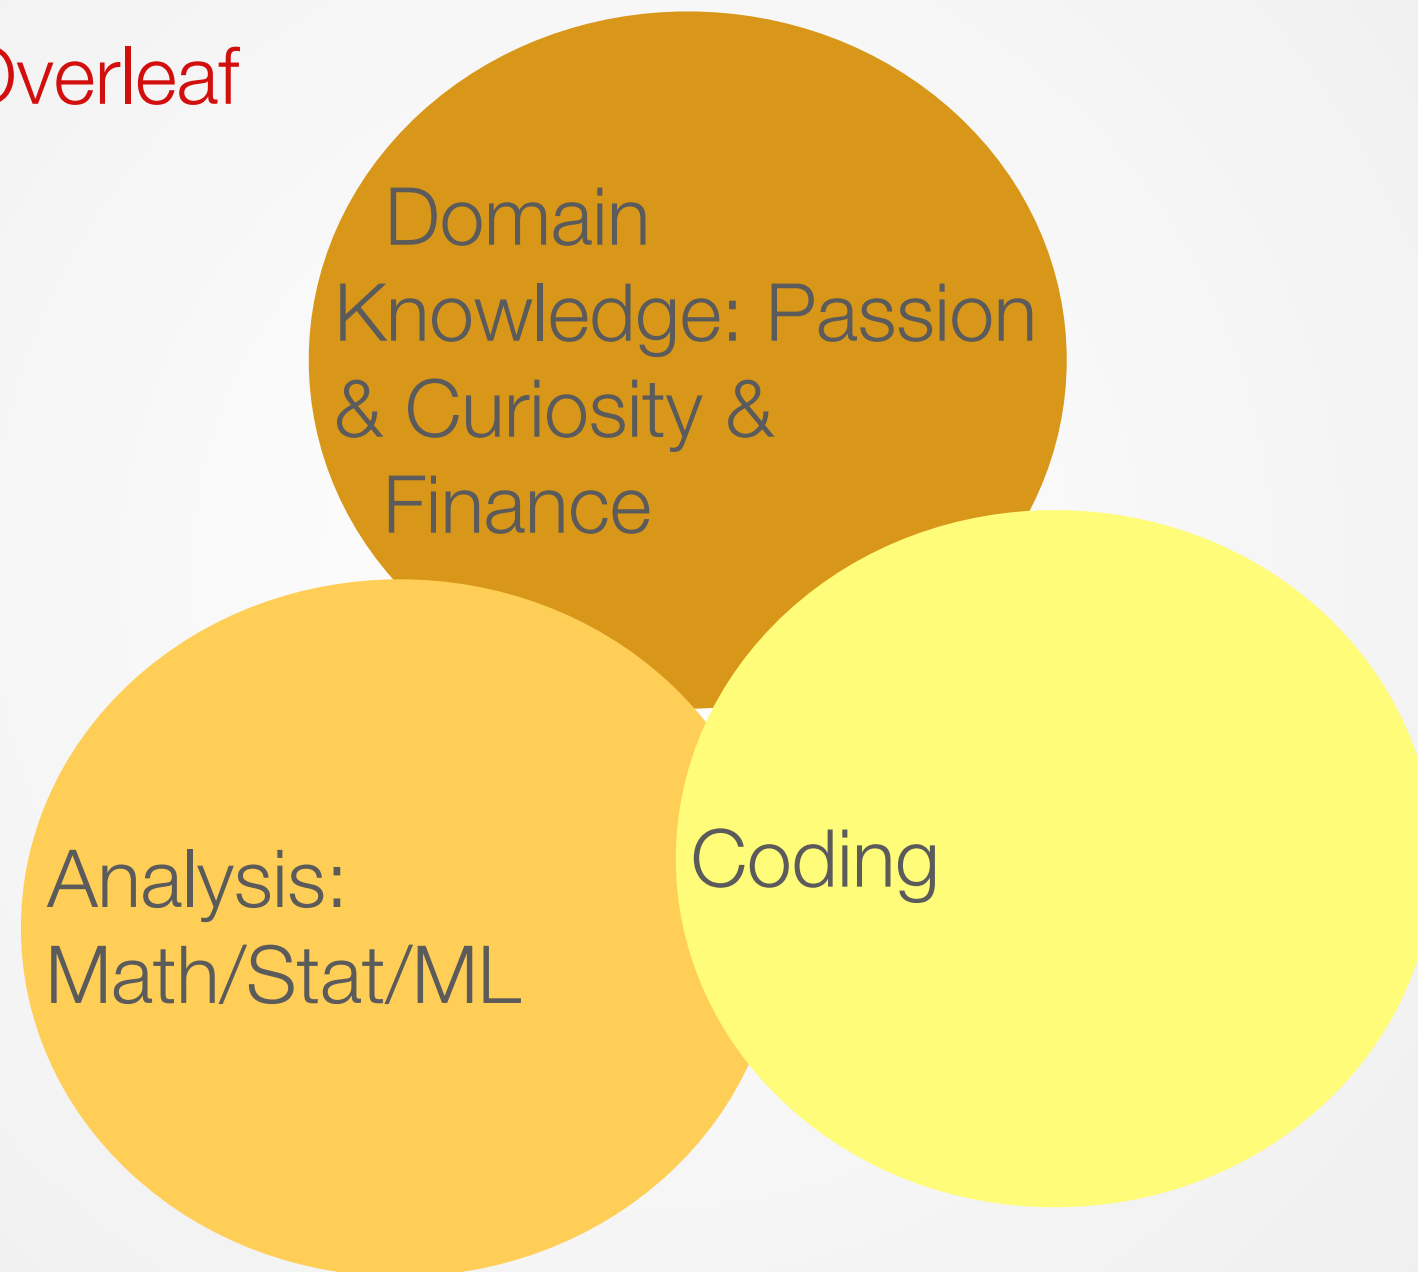 Overleaf
Domain
Knowledge: Passion
& Curiosity &
Finance
Analysis:
Math/Stat/ML
Coding